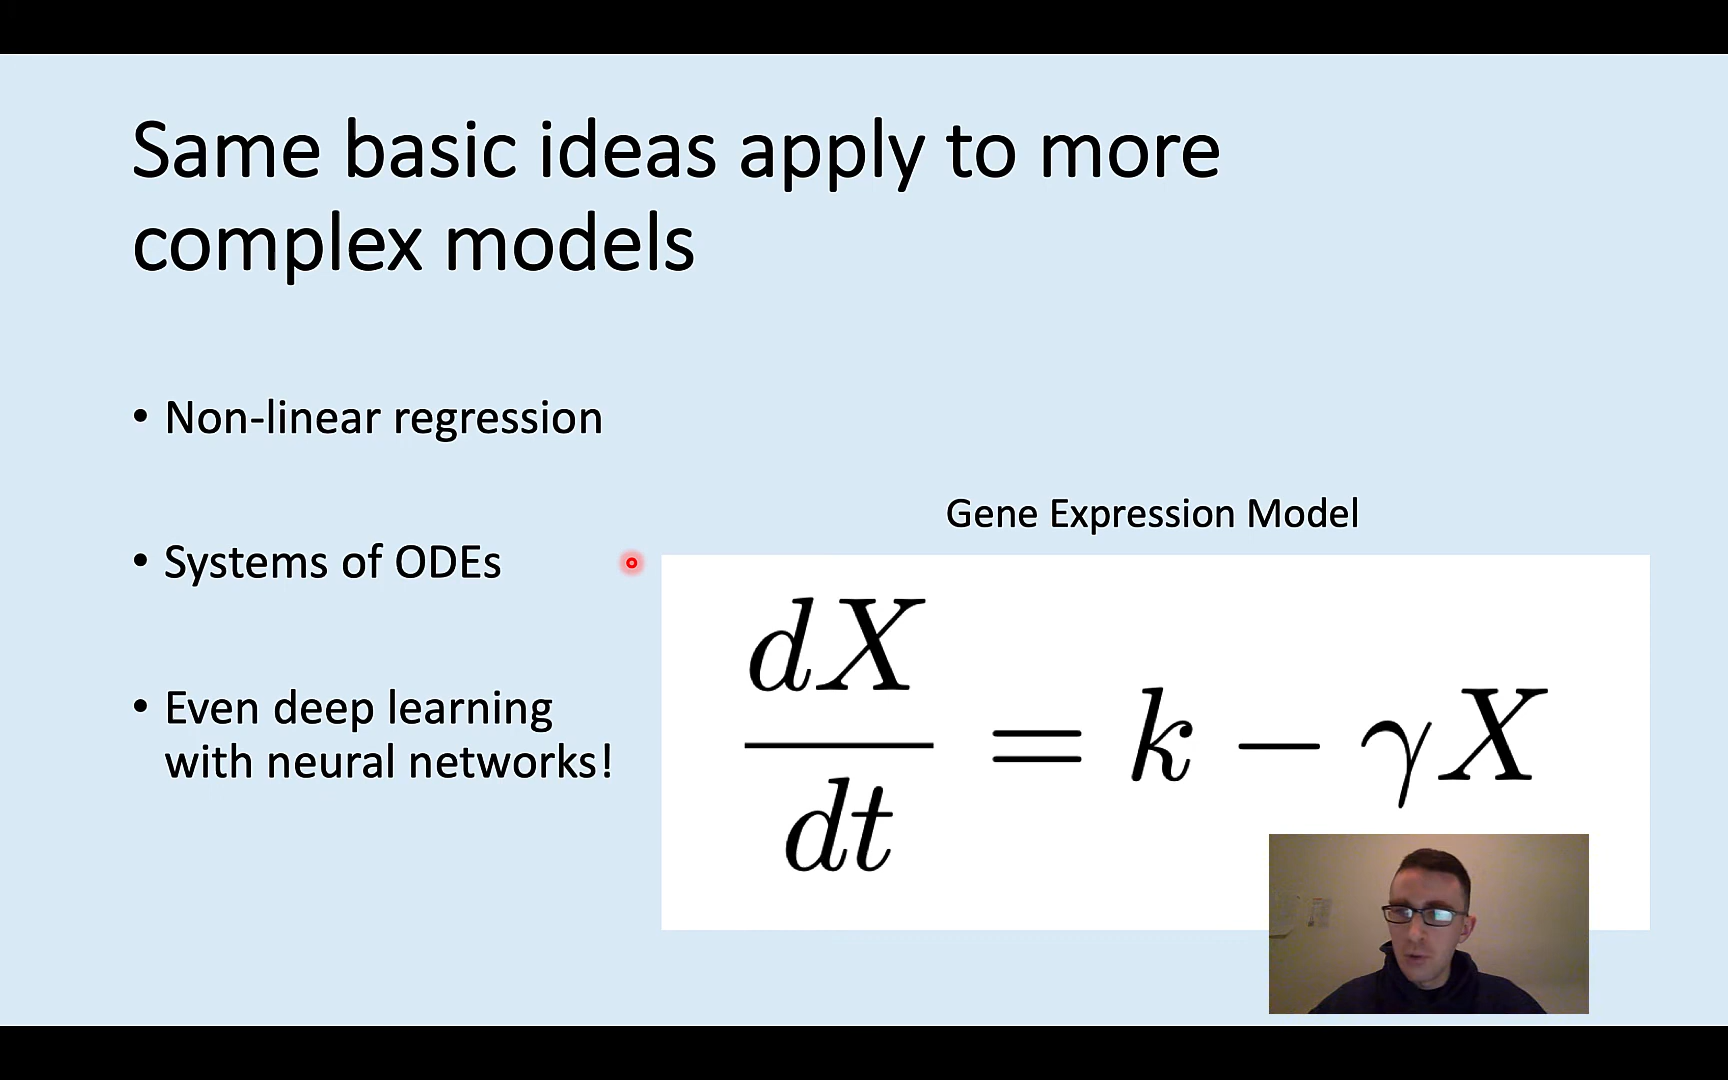 Same basic ideas apply to more
complex models
• Non-linear regression
• Systems of ODEs
• Even deep learning
with neural networks!
Gene Expression Model
dX/dt = k − γX